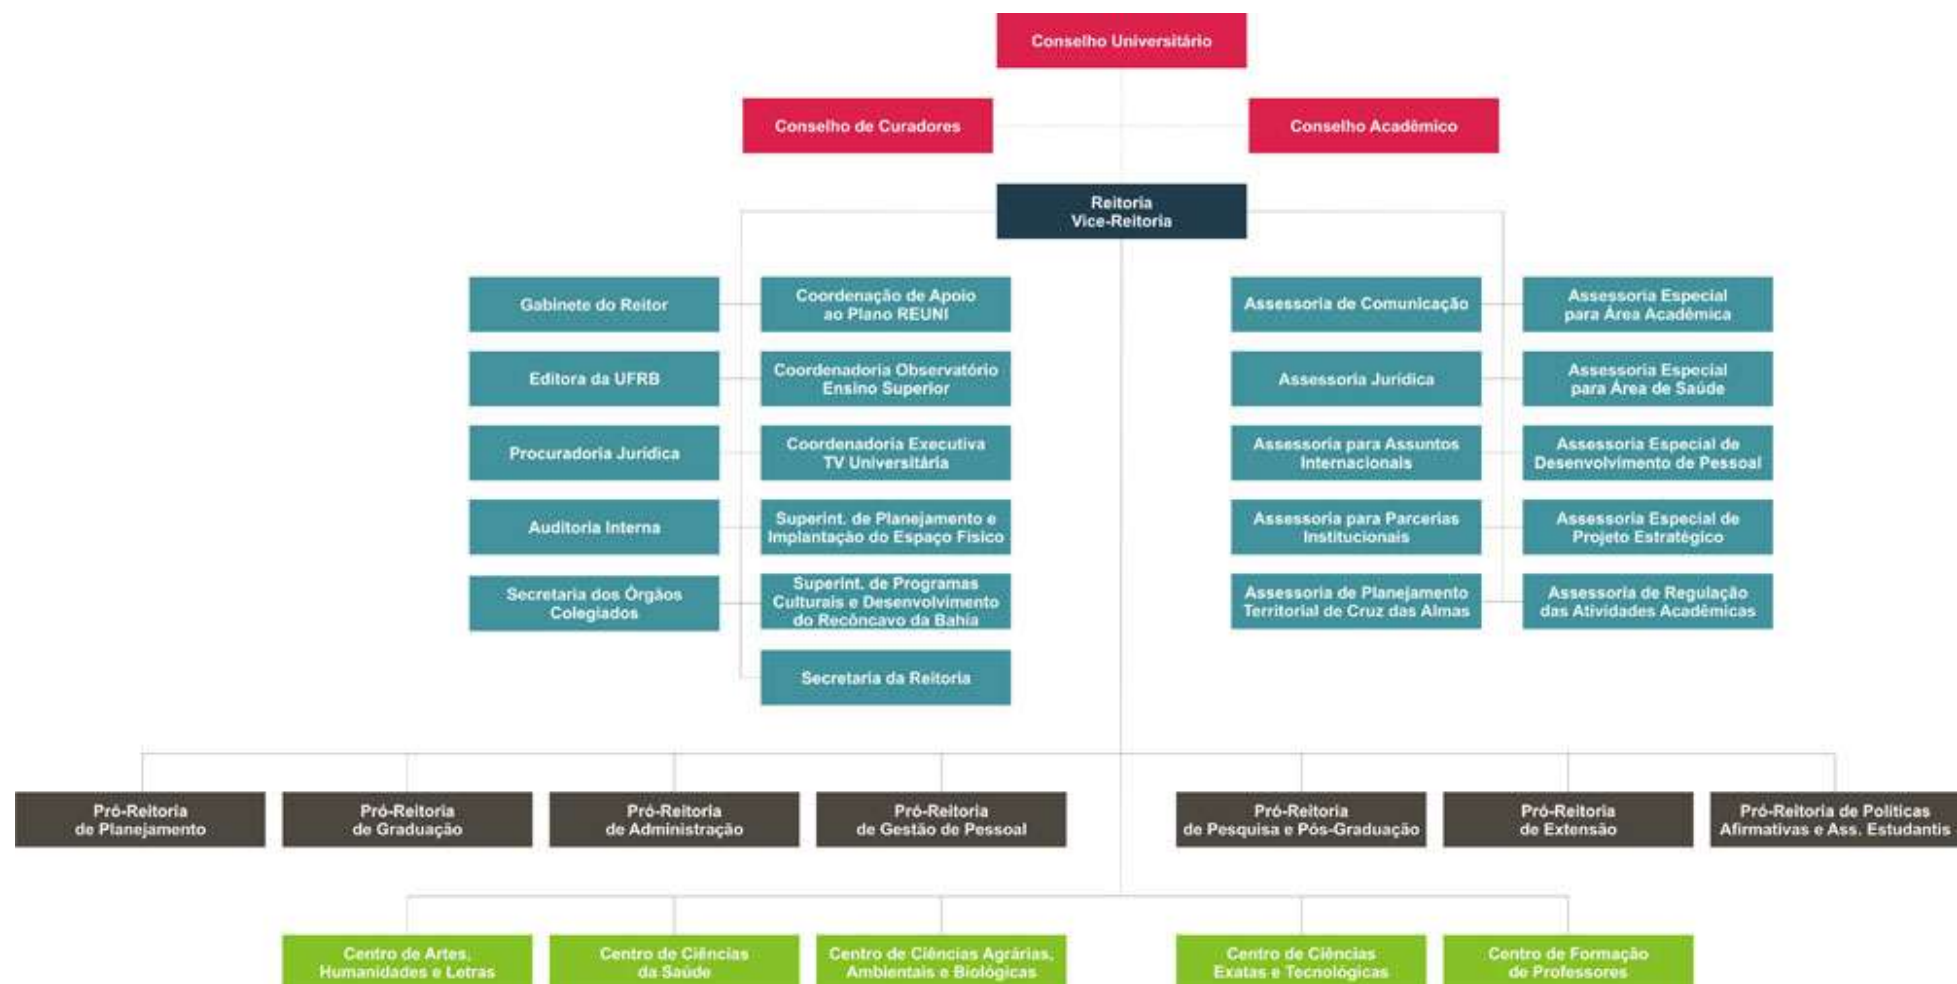 Conselho Universitário
Conselho de Curadores
Conselho Acadêmico
Reitoria
Vice-Reitoria
Gabinete do Reitor
Coordenação de Apoio
ao Plano REUNI
Assessoria de Comunicação
Assessoria Especial
para Área Acadêmica
Editora da UFRB
Coordenadoria Observatório
Ensino Superior
Assessoria Jurídica
Assessoria Especial
para Área de Saúde
Procuradoria Jurídica
Coordenadoria Executiva
TV Universitária
Assessoria para Assuntos
Internacionais
Assessoria Especial de
Desenvolvimento de Pessoal
Auditoria Interna
Superint. de Planejamento e
Implantação do Espaço Físico
Assessoria para Parcerias
Institucionais
Assessoria Especial de
Projeto Estratégico
Secretaria dos Órgãos
Colegiados
Superint. de Programas
Culturais e Desenvolvimento
do Recôncavo da Bahia
Assessoria de Planejamento
Territorial de Cruz das Almas
Assessoria de Regulação
das Atividades Acadêmicas
Secretaria da Reitoria
Pró-Reitoria
de Planejamento
Pró-Reitoria
de Graduação
Pró-Reitoria
de Administração
Pró-Reitoria
de Gestão de Pessoal
Pró-Reitoria
de Pesquisa e Pós-Graduação
Pró-Reitoria
de Extensão
Pró-Reitoria de Políticas
Afirmativas e Ass. Estudantis
Centro de Artes,
Humanidades e Letras
Centro de Ciências
da Saúde
Centro de Ciências Agrárias,
Ambientais e Biológicas
Centro de Ciências
Exatas e Tecnológicas
Centro de Formação
de Professores